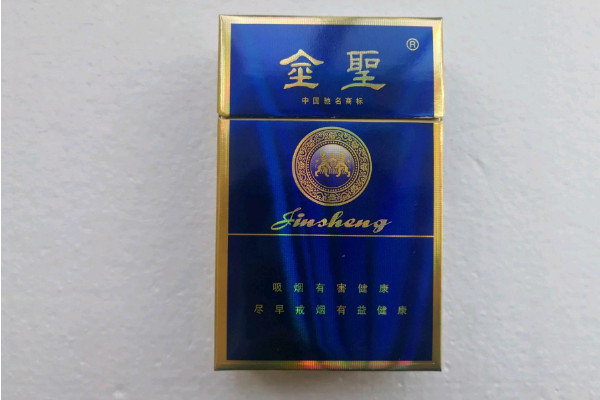 金聖®
中国驰名商标
Jinsheng
吸烟有害健康
尽早戒烟有益健康